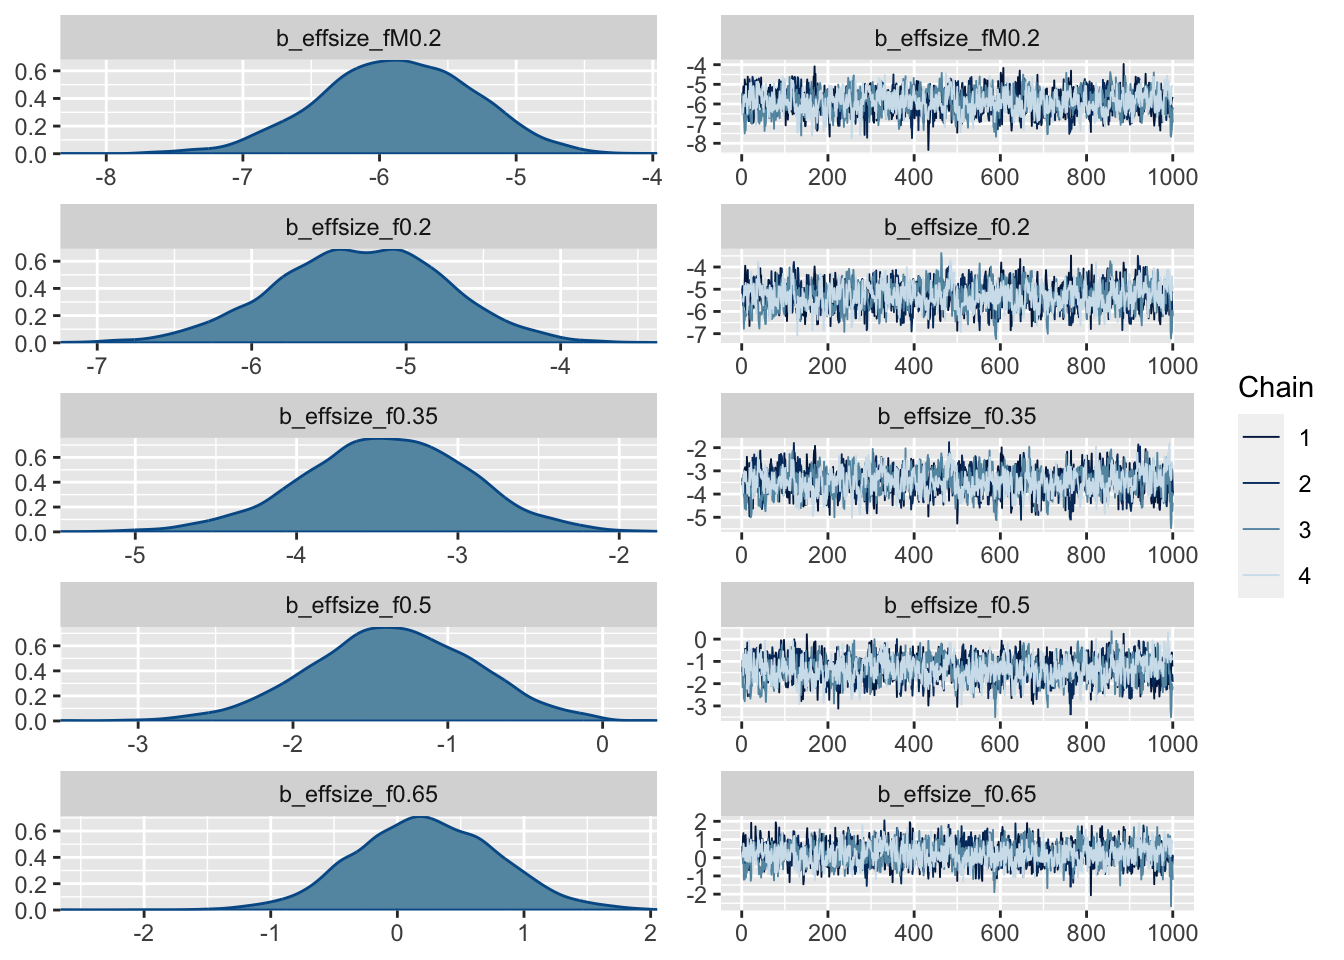 b_effsize_fM0.2
0.6
0.4
0.2
0.0
-8 -7 -6 -5 -4
b_effsize_fM0.2
-4
-5
-6
-7
-8
0 200 400 600 800 1000
b_effsize_f0.2
0.6
0.4
0.2
0.0
-7 -6 -5 -4
b_effsize_f0.2
-4
-5
-6
-7
0 200 400 600 800 1000
b_effsize_f0.35
0.6
0.4
0.2
0.0
-5 -4 -3 -2
b_effsize_f0.35
-2
-3
-4
-5
0 200 400 600 800 1000
b_effsize_f0.5
0.6
0.4
0.2
0.0
-3 -2 -1 0
b_effsize_f0.5
0
-1
-2
-3
0 200 400 600 800 1000
b_effsize_f0.65
0.6
0.4
0.2
0.0
-2 -1 0 1 2
b_effsize_f0.65
2
1
0
-1
-2
0 200 400 600 800 1000
Chain
1
2
3
4